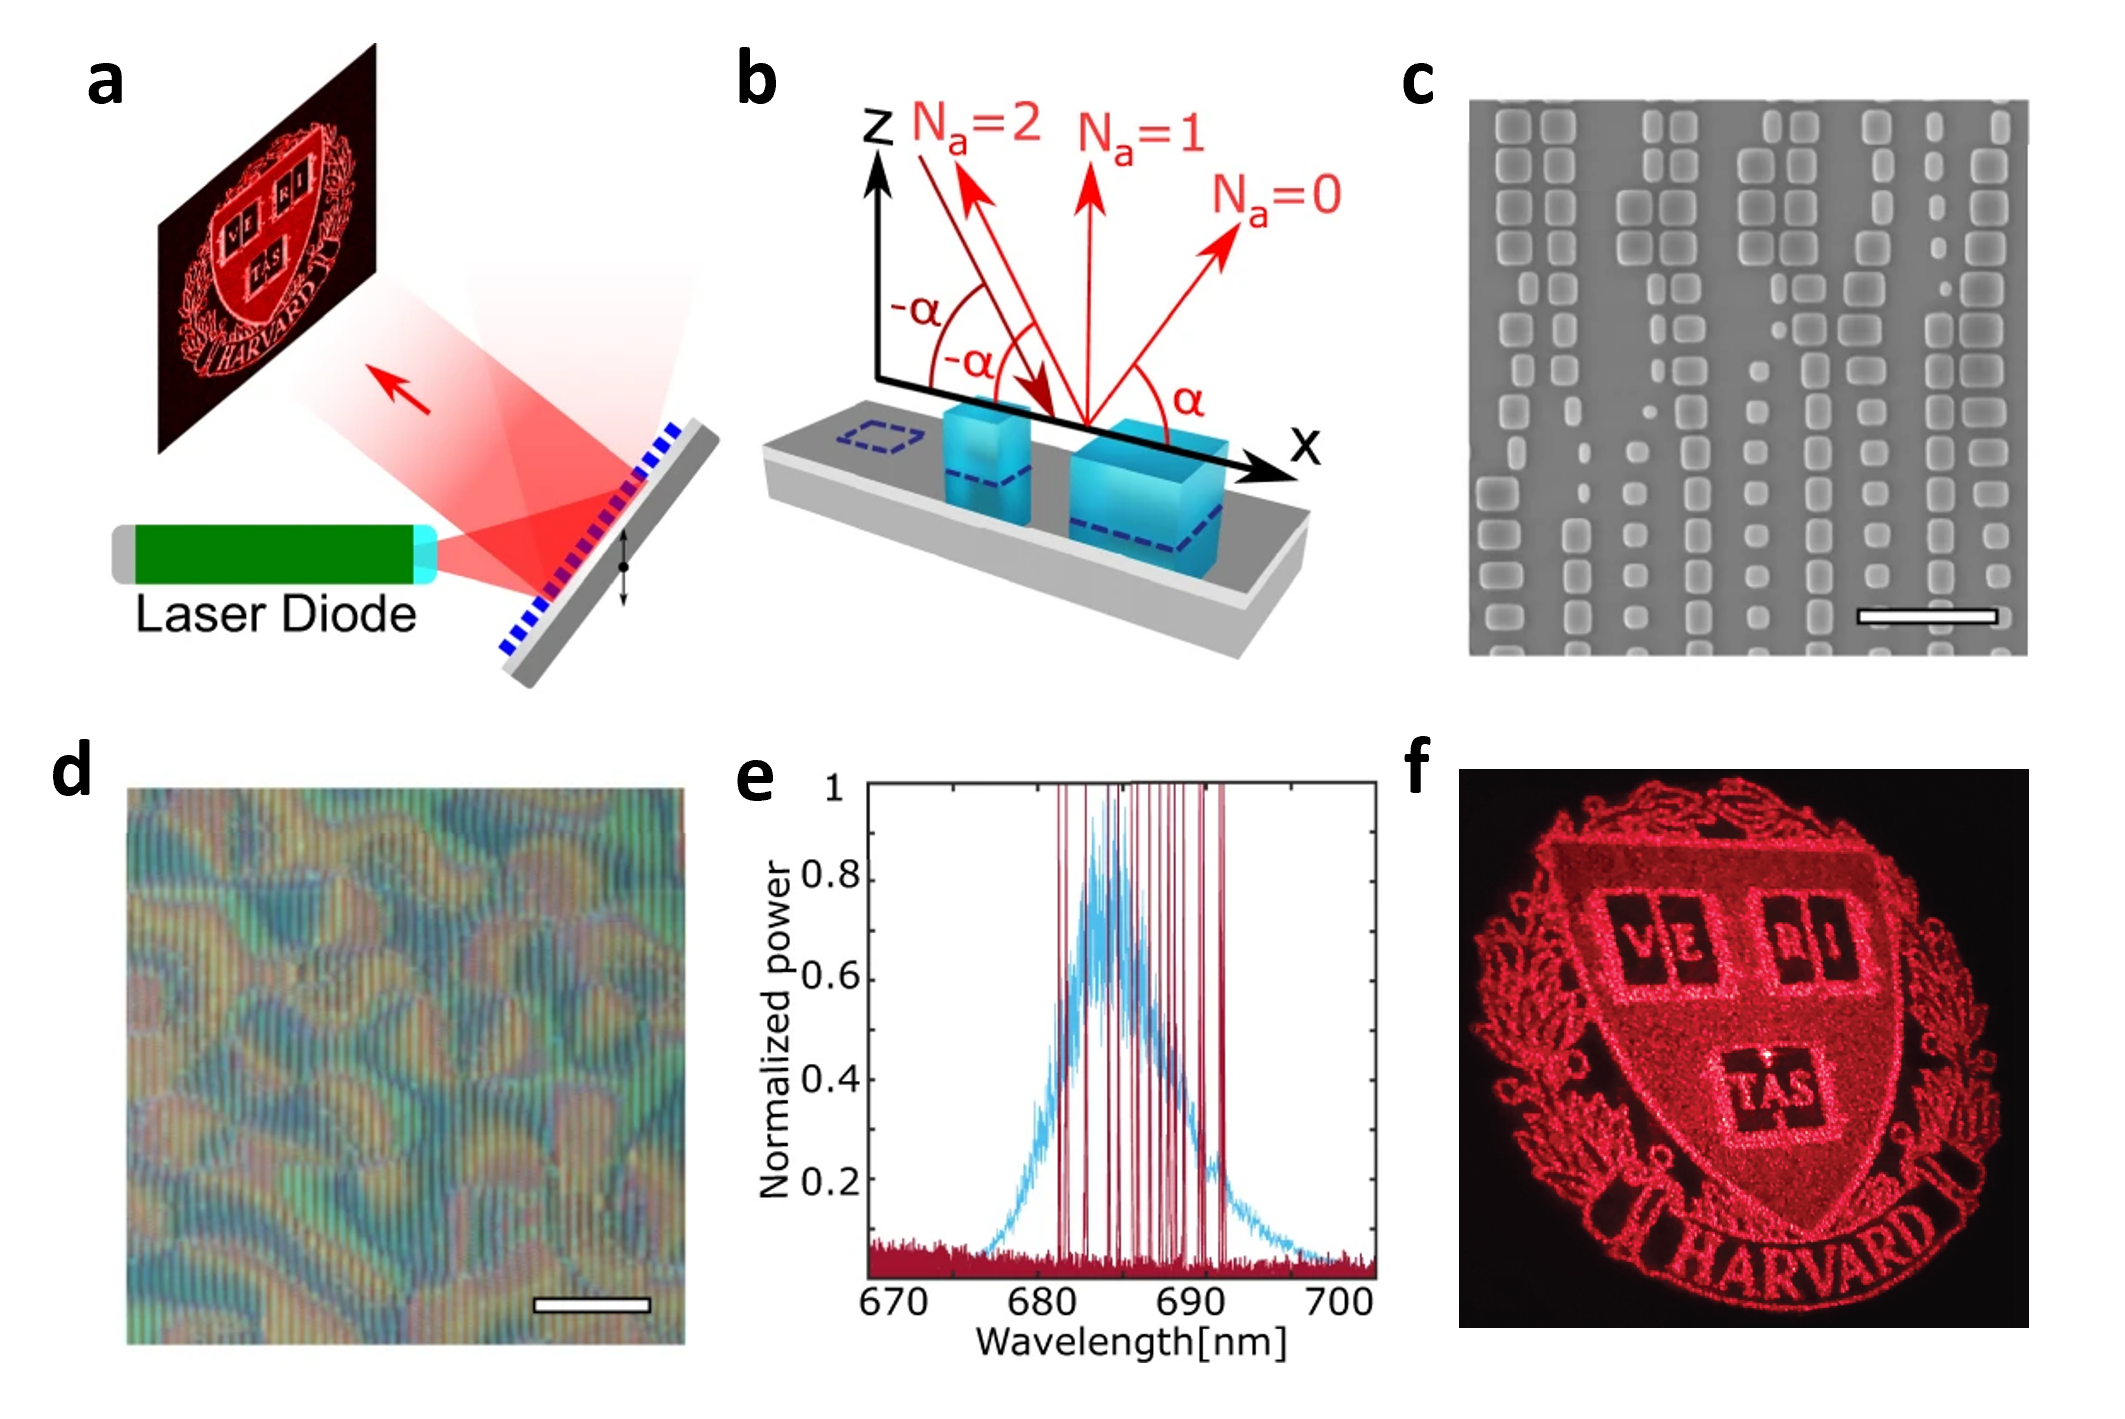 a
VE RI
TAS
HARVARD
Laser Diode
b
z
Na=2
Na=1
Na=0
-α
-α
α
x
c
d
e
1
0.8
0.6
0.4
0.2
Normalized power
670 680 690 700
Wavelength[nm]
f
VE RI
TAS
HARVARD